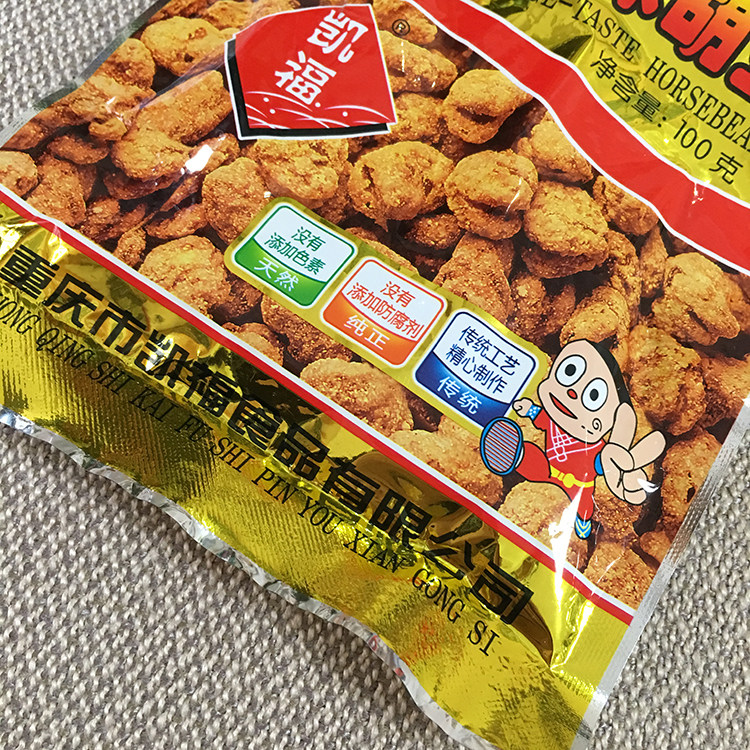 凯福
®
胡
-TASTE HORSEBEA
净含量: 100克
没有
添加色素
天然
没有
添加防腐剂
纯正
传统工艺
精心制作
传统
重庆市凯福食品有限公司
HONG QING SHI KAI FU SHI PIN YOU XIAN GONG SI